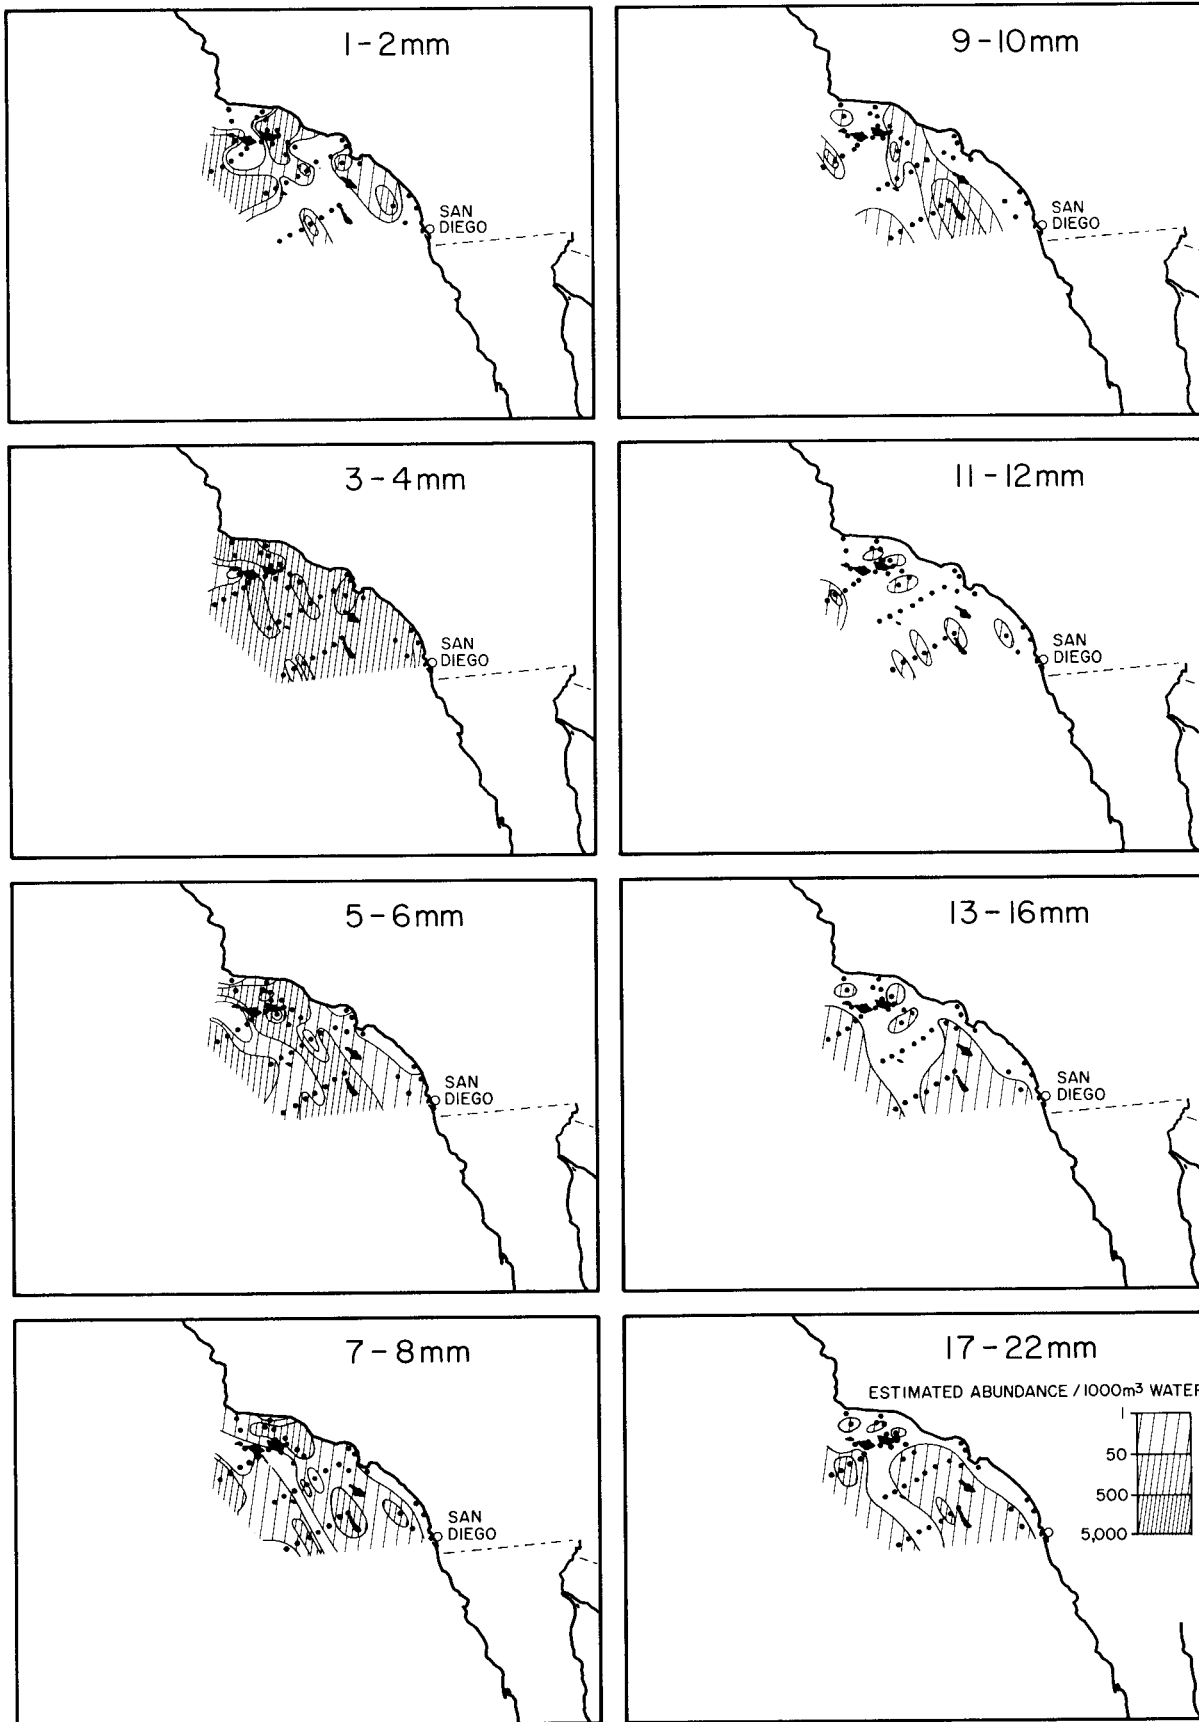 1-2mm
SAN
DIEGO
9-10mm
SAN
DIEGO
3-4mm
SAN
DIEGO
11-12mm
SAN
DIEGO
5-6mm
SAN
DIEGO
13-16mm
SAN
DIEGO
7-8mm
SAN
DIEGO
17-22mm
ESTIMATED ABUNDANCE / 1000m³ WATER
1
50
500
5,000